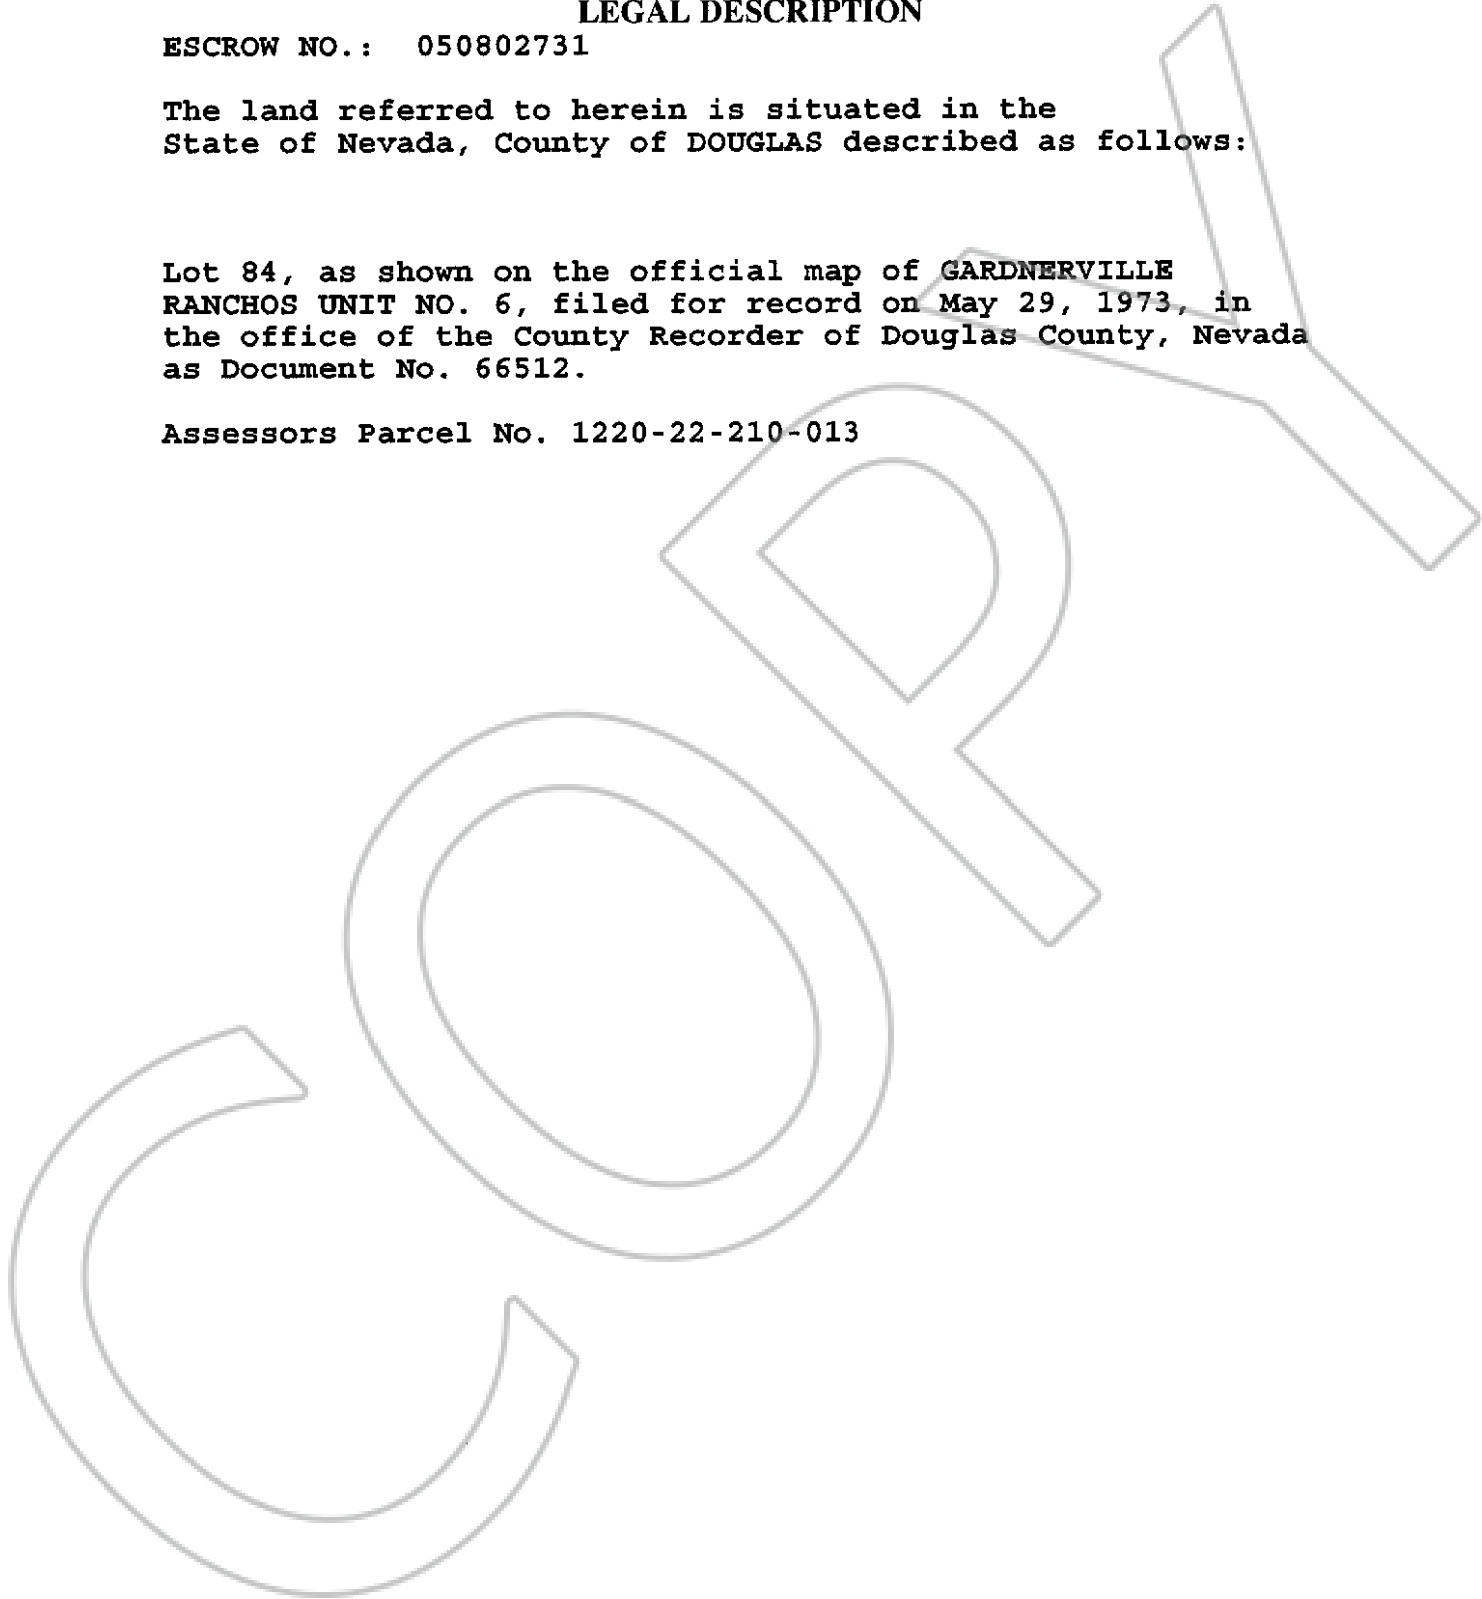 LEGAL DESCRIPTION
ESCROW NO.: 050802731
The land referred to herein is situated in the
State of Nevada, County of DOUGLAS described as follows:
Lot 84, as shown on the official map of GARDNERVILLE
RANCHOS UNIT NO. 6, filed for record on May 29, 1973, in
the office of the County Recorder of Douglas County, Nevada
as Document No. 66512.
Assessors Parcel No. 1220-22-210-013
COPY